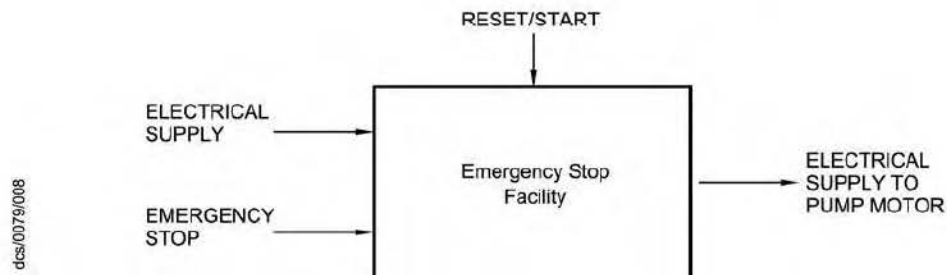 RESET/START
ELECTRICAL
SUPPLY
Emergency Stop
Facility
ELECTRICAL
SUPPLY TO
PUMP MOTOR
EMERGENCY
STOP
dcs/0079/008